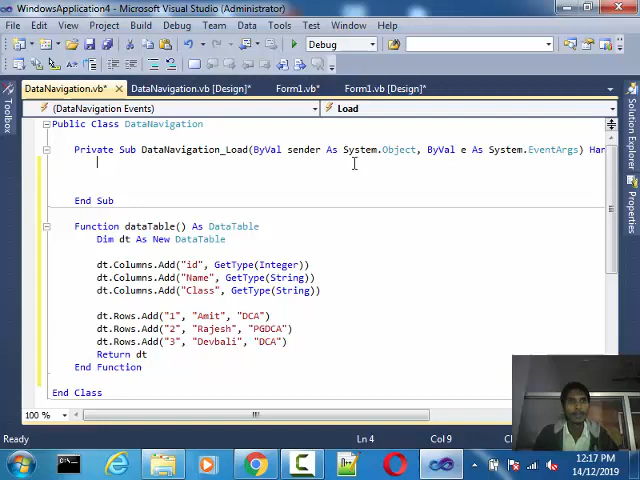 WindowsApplication4 - Microsoft Visual Studio (Administrator)
File Edit View Project Build Debug Team Data Tools Test Window Help
Debug
DataNavigation.vb* DataNavigation.vb [Design]* Form1.vb* Form1.vb [Design]*
(DataNavigation Events) Load
Toolbox
Solution Explorer
Properties
Public Class DataNavigation
Private Sub DataNavigation_Load(ByVal sender As System.Object, ByVal e As System.EventArgs) Han
End Sub
Function dataTable() As DataTable
Dim dt As New DataTable
dt.Columns.Add("id", GetType(Integer))
dt.Columns.Add("Name", GetType(String))
dt.Columns.Add("Class", GetType(String))
dt.Rows.Add("1", "Amit", "DCA")
dt.Rows.Add("2", "Rajesh", "PGDCA")
dt.Rows.Add("3", "Devbali", "DCA")
Return dt
End Function
End Class
100 %
Ready Ln 4 Col 9
12:17 PM
14/12/2019